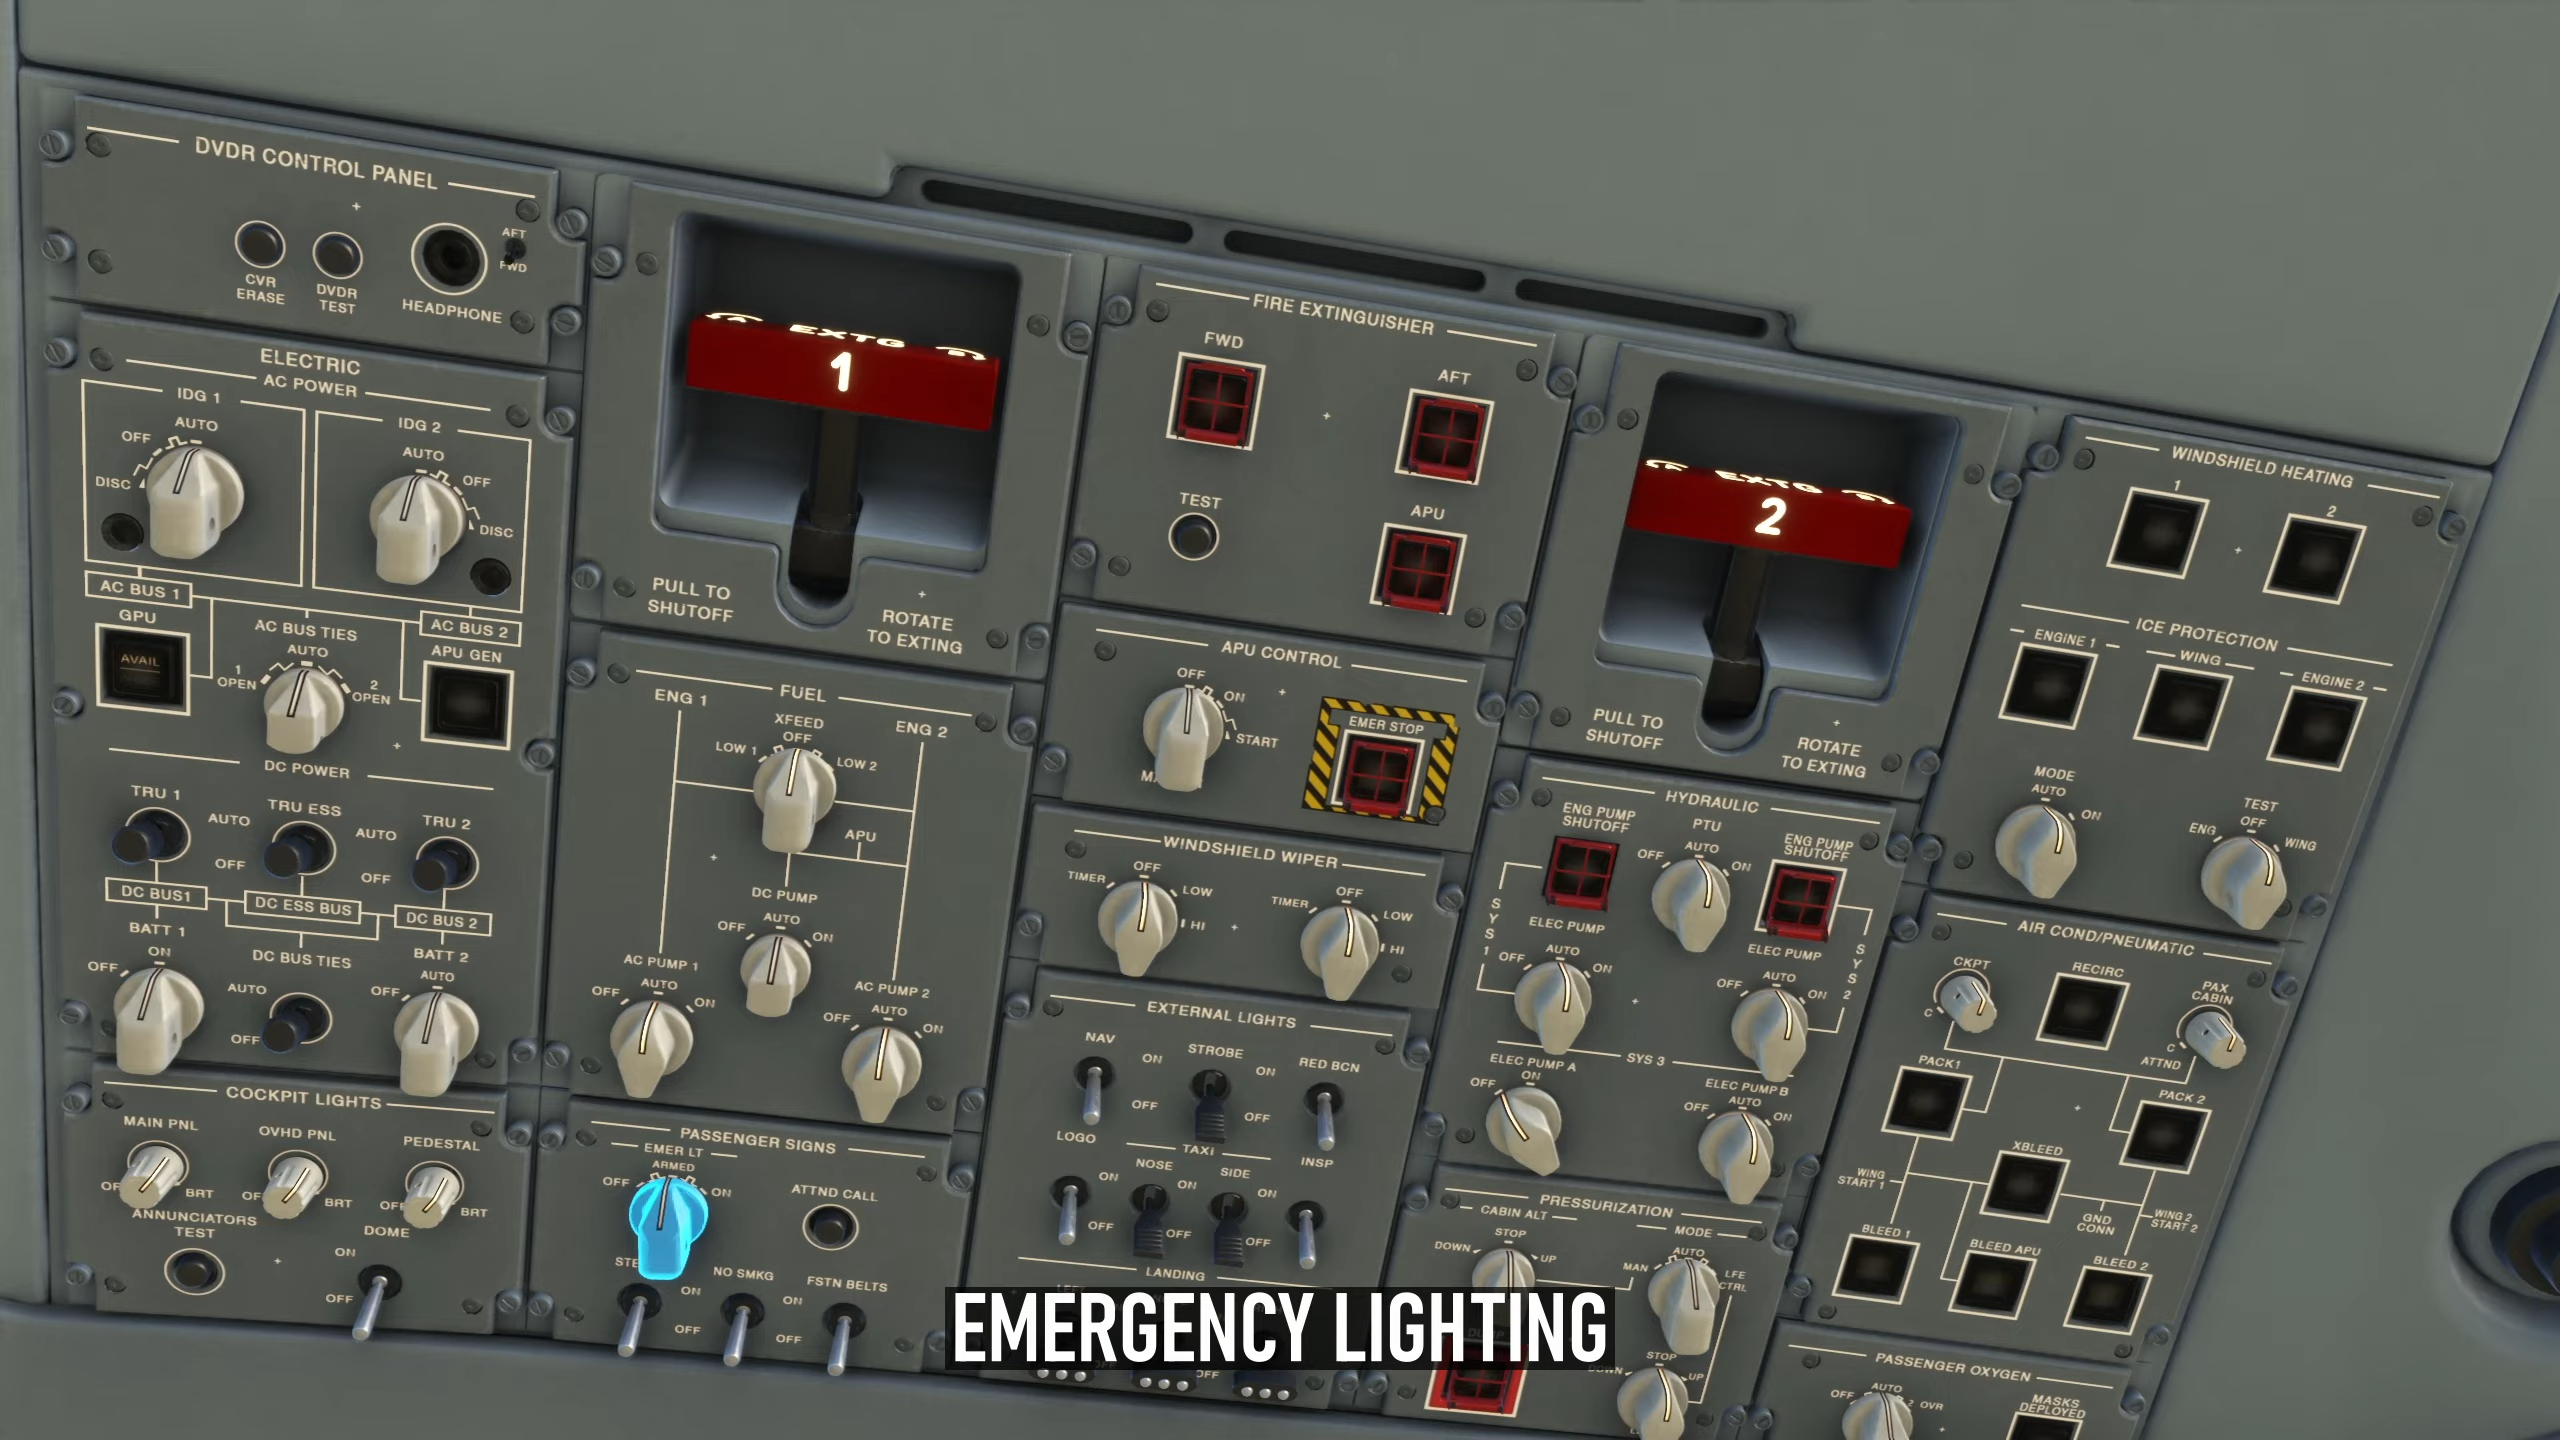 DVDR CONTROL PANEL
CVR
ERASE
DVDR
TEST
HEADPHONE
AFT
FWD
ELECTRIC
AC POWER
IDG 1
AUTO
OFF
DISC
IDG 2
AUTO
OFF
DISC
AC BUS 1
AC BUS 2
GPU
AVAIL
AC BUS TIES
AUTO
1
OPEN
2
OPEN
APU GEN
DC POWER
TRU 1
AUTO
TRU ESS
AUTO
TRU 2
OFF
OFF
DC BUS1
DC ESS BUS
DC BUS 2
BATT 1
ON
OFF
DC BUS TIES
AUTO
OFF
BATT 2
AUTO
OFF
COCKPIT LIGHTS
MAIN PNL
BRT
OVHD PNL
BRT
PEDESTAL
OFF
BRT
ANNUNCIATORS
TEST
DOME
ON
OFF
EXTG
1
PULL TO
SHUTOFF
ROTATE
TO EXTING
FUEL
ENG 1
XFEED
OFF
LOW 1
LOW 2
ENG 2
APU
DC PUMP
AUTO
OFF
ON
AC PUMP 1
AUTO
OFF
ON
AC PUMP 2
AUTO
OFF
ON
PASSENGER SIGNS
EMER LT
ARMED
OFF
ON
ATTND CALL
NO SMKG
FSTN BELTS
ON
OFF
ON
OFF
FIRE EXTINGUISHER
FWD
AFT
TEST
APU
APU CONTROL
OFF
ON
START
EMER STOP
WINDSHIELD WIPER
TIMER
OFF
LOW
HI
TIMER
OFF
LOW
HI
EXTERNAL LIGHTS
NAV
ON
OFF
STROBE
ON
OFF
RED BCN
LOGO
ON
OFF
TAXI
NOSE
ON
OFF
SIDE
ON
OFF
INSP
LANDING
OFF
EXTG
2
PULL TO
SHUTOFF
ROTATE
TO EXTING
HYDRAULIC
ENG PUMP
SHUTOFF
PTU
AUTO
OFF
ON
ENG PUMP
SHUTOFF
SYS 1
ELEC PUMP
AUTO
OFF
ON
SYS 2
ELEC PUMP
AUTO
OFF
ON
SYS 3
ELEC PUMP A
ON
OFF
ELEC PUMP B
AUTO
OFF
ON
PRESSURIZATION
CABIN ALT
STOP
DOWN
UP
MODE
AUTO
MAN
LFE
CTRL
STOP
DOWN
UP
WINDSHIELD HEATING
1
2
ICE PROTECTION
ENGINE 1
WING
ENGINE 2
MODE
AUTO
ON
TEST
OFF
ENG
WING
AIR COND/PNEUMATIC
CKPT
C
RECIRC
PAX
CABIN
C
ATTND
PACK1
PACK 2
XBLEED
WING
START 1
GND
CONN
WING 2
START 2
BLEED 1
BLEED APU
BLEED 2
PASSENGER OXYGEN
AUTO
OFF
OVR
MASKS
DEPLOYED
EMERGENCY LIGHTING